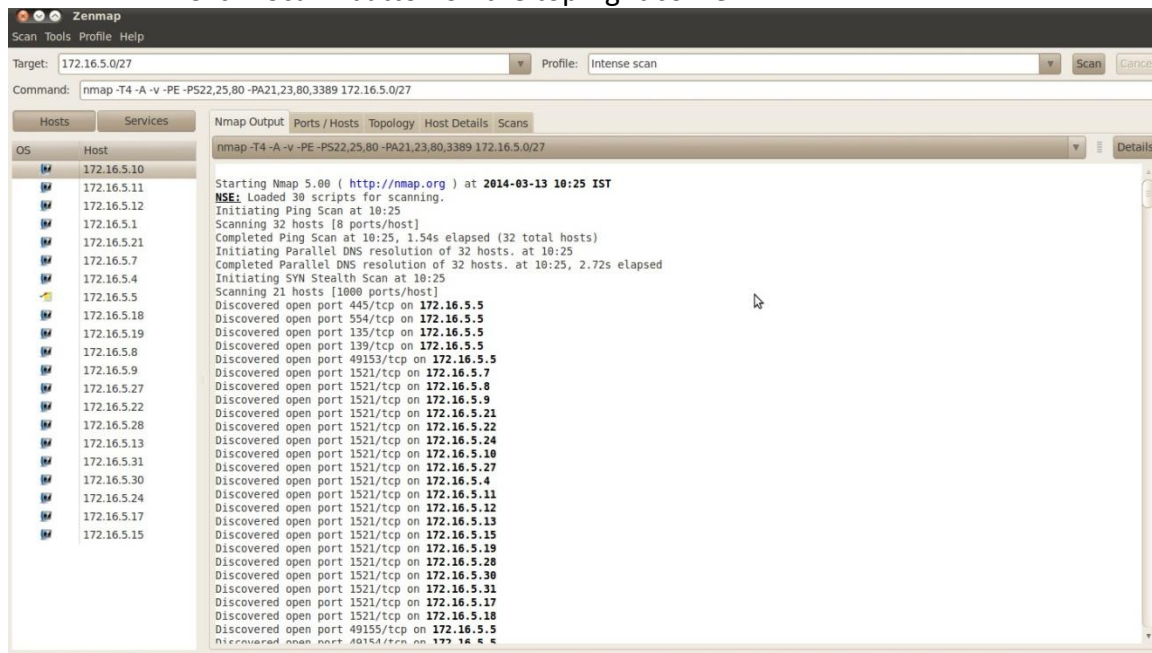 Zenmap
Scan Tools Profile Help
Target: 172.16.5.0/27 Profile: Intense scan Scan Cancel
Command: nmap -T4 -A -v -PE -PS22,25,80 -PA21,23,80,3389 172.16.5.0/27
Hosts Services
OS Host
172.16.5.10
172.16.5.11
172.16.5.12
172.16.5.1
172.16.5.21
172.16.5.7
172.16.5.4
172.16.5.5
172.16.5.18
172.16.5.19
172.16.5.8
172.16.5.9
172.16.5.27
172.16.5.22
172.16.5.28
172.16.5.13
172.16.5.31
172.16.5.30
172.16.5.24
172.16.5.17
172.16.5.15
Nmap Output Ports / Hosts Topology Host Details Scans
nmap -T4 -A -v -PE -PS22,25,80 -PA21,23,80,3389 172.16.5.0/27 Details
Starting Nmap 5.00 ( http://nmap.org ) at 2014-03-13 10:25 IST
NSE: Loaded 30 scripts for scanning.
Initiating Ping Scan at 10:25
Scanning 32 hosts [8 ports/host]
Completed Ping Scan at 10:25, 1.54s elapsed (32 total hosts)
Initiating Parallel DNS resolution of 32 hosts. at 10:25
Completed Parallel DNS resolution of 32 hosts. at 10:25, 2.72s elapsed
Initiating SYN Stealth Scan at 10:25
Scanning 21 hosts [1000 ports/host]
Discovered open port 445/tcp on 172.16.5.5
Discovered open port 554/tcp on 172.16.5.5
Discovered open port 135/tcp on 172.16.5.5
Discovered open port 139/tcp on 172.16.5.5
Discovered open port 49153/tcp on 172.16.5.5
Discovered open port 1521/tcp on 172.16.5.7
Discovered open port 1521/tcp on 172.16.5.8
Discovered open port 1521/tcp on 172.16.5.9
Discovered open port 1521/tcp on 172.16.5.21
Discovered open port 1521/tcp on 172.16.5.22
Discovered open port 1521/tcp on 172.16.5.24
Discovered open port 1521/tcp on 172.16.5.10
Discovered open port 1521/tcp on 172.16.5.27
Discovered open port 1521/tcp on 172.16.5.4
Discovered open port 1521/tcp on 172.16.5.11
Discovered open port 1521/tcp on 172.16.5.12
Discovered open port 1521/tcp on 172.16.5.13
Discovered open port 1521/tcp on 172.16.5.15
Discovered open port 1521/tcp on 172.16.5.19
Discovered open port 1521/tcp on 172.16.5.28
Discovered open port 1521/tcp on 172.16.5.30
Discovered open port 1521/tcp on 172.16.5.31
Discovered open port 1521/tcp on 172.16.5.17
Discovered open port 1521/tcp on 172.16.5.18
Discovered open port 49155/tcp on 172.16.5.5
Discovered open port 49154/tcp on 172.16.5.5